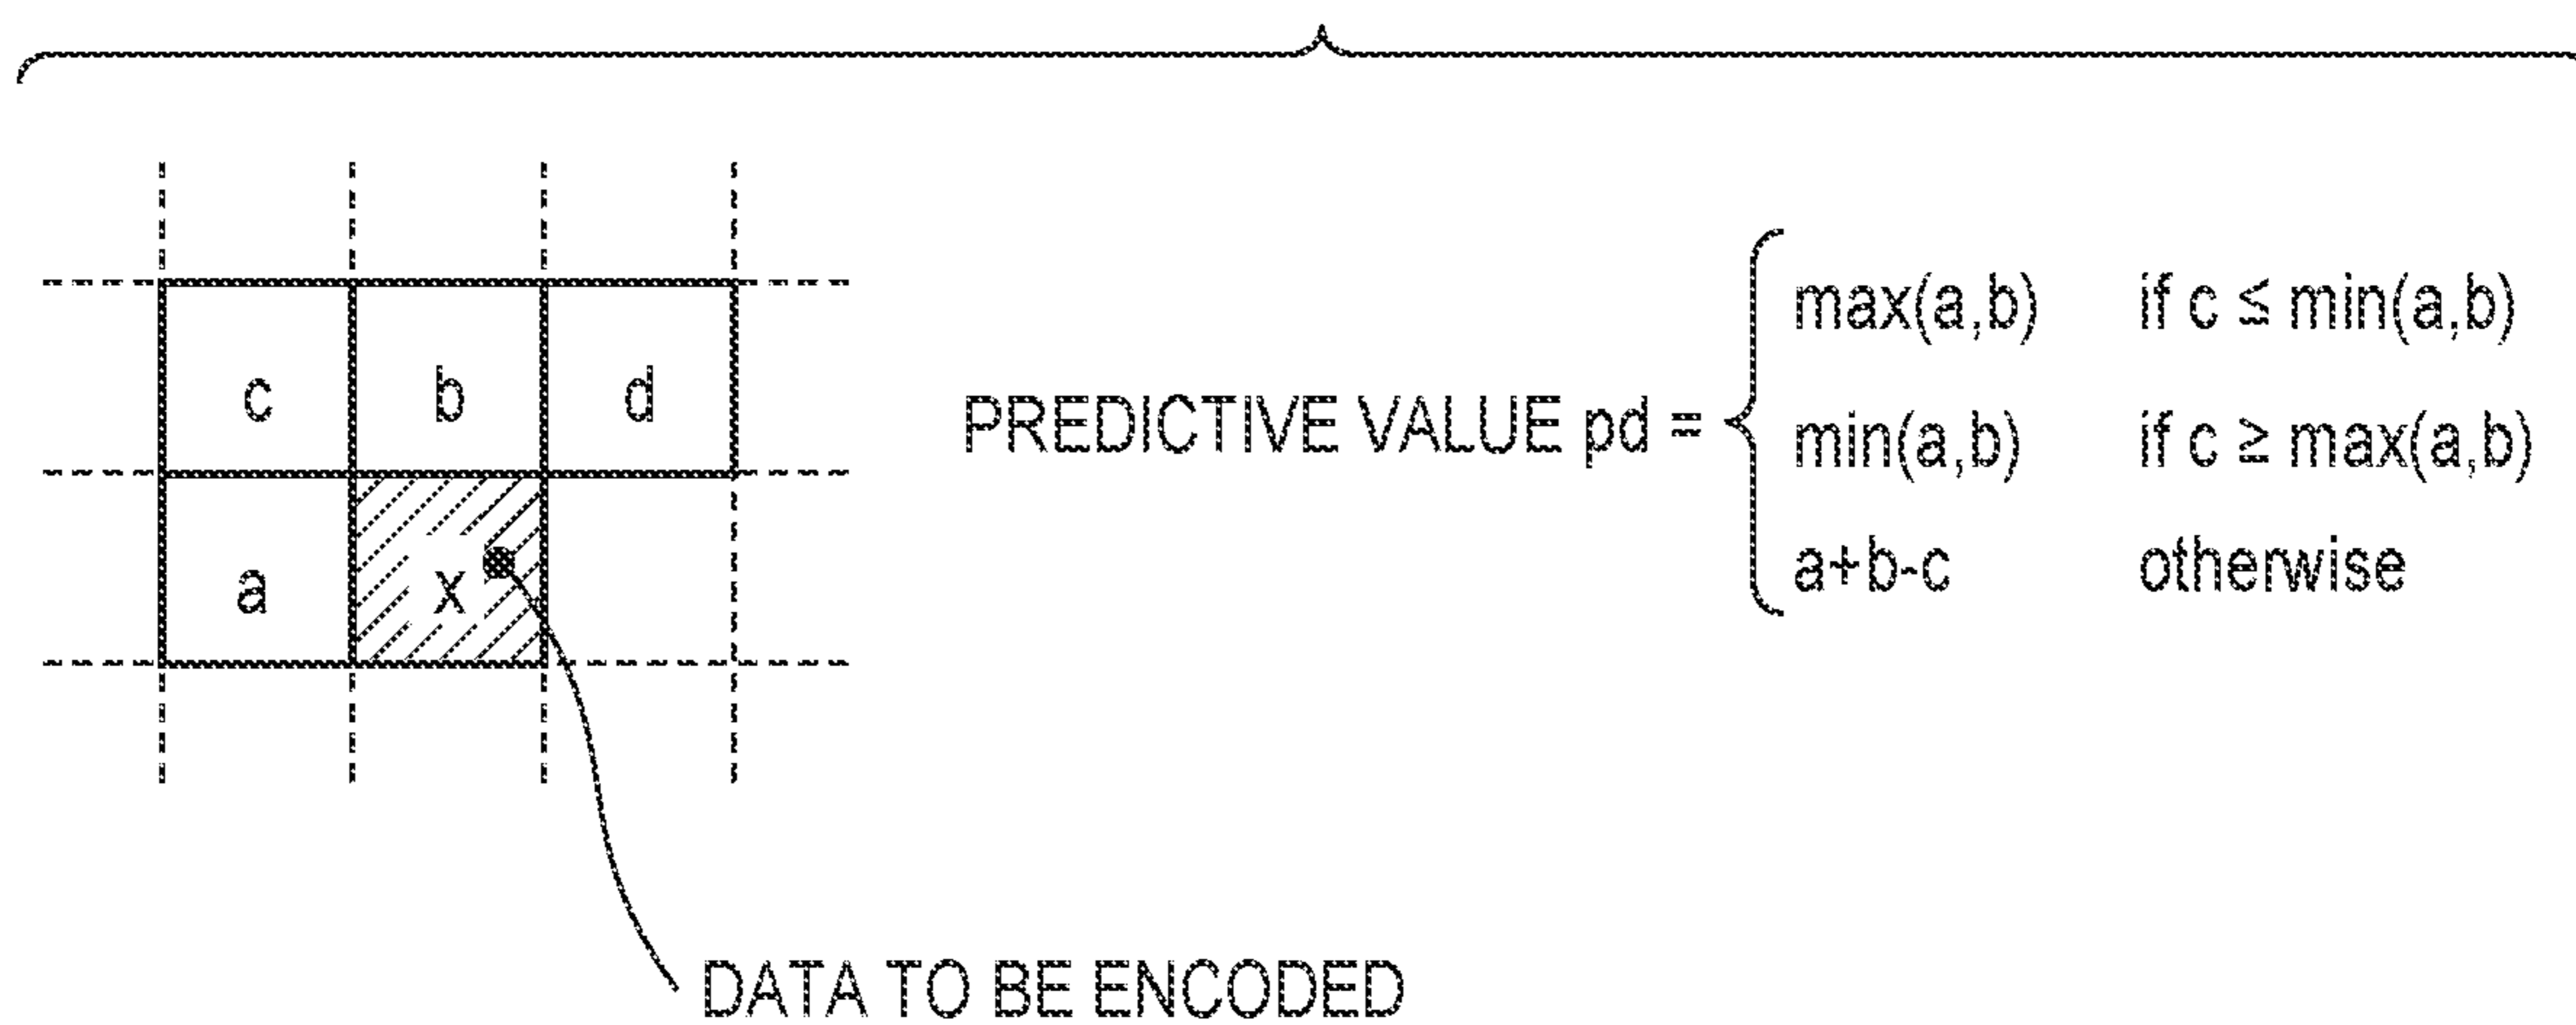 c b d
a x
PREDICTIVE VALUE pd =
max(a,b) if c ≤ min(a,b)
min(a,b) if c ≥ max(a,b)
a+b-c otherwise
DATA TO BE ENCODED